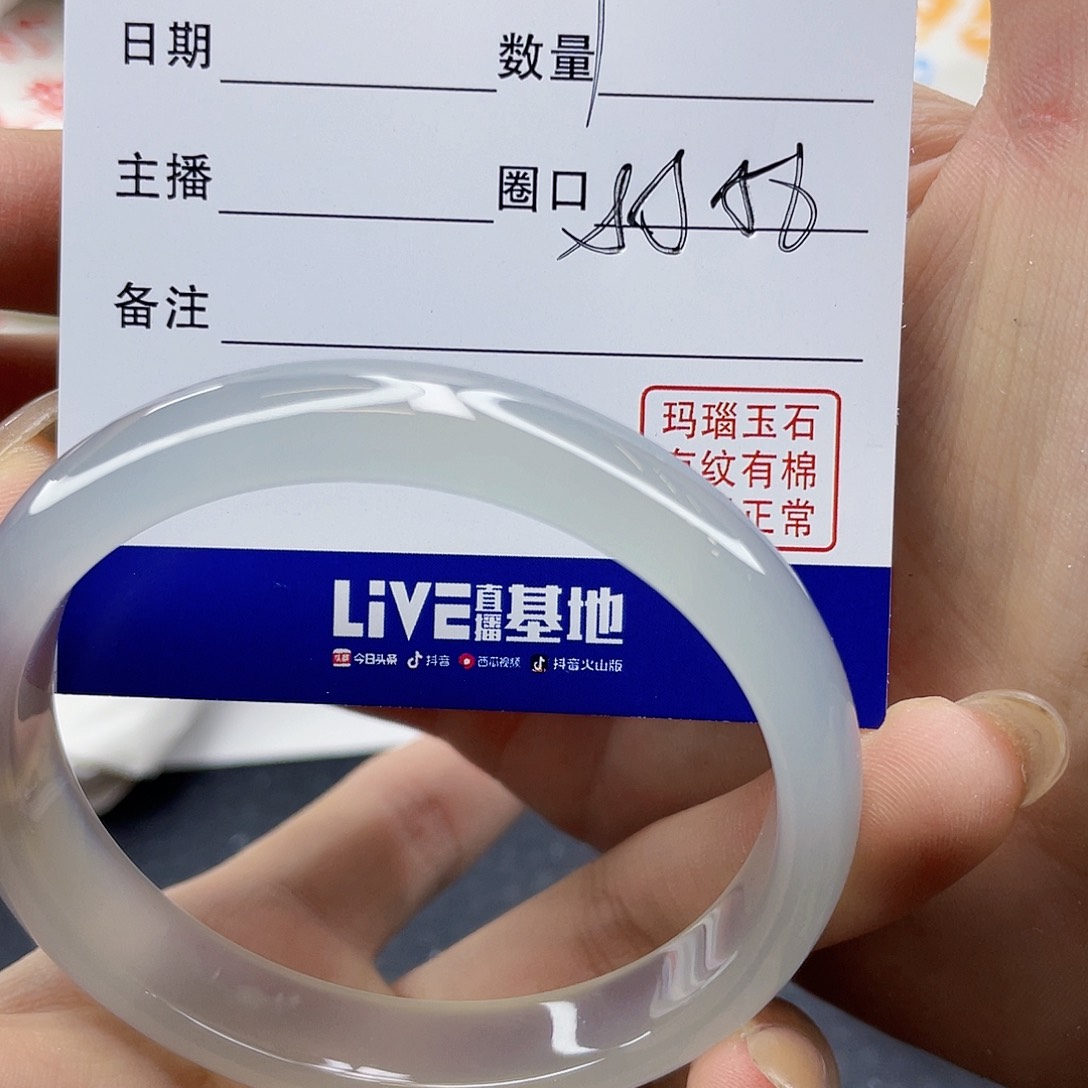 日期 数量
主播 圈口
备注
玛瑙玉石
纹有棉
正常
LiVE直播基地
今日头条 抖音 西瓜视频 抖音火山版